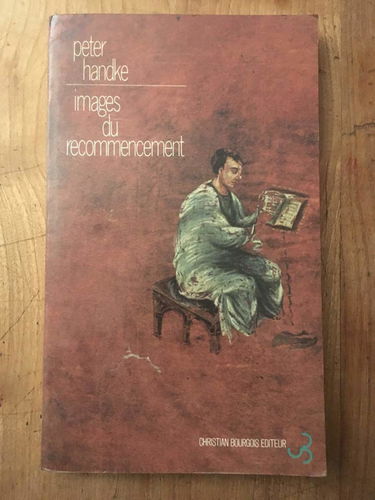 peter
handke
images
du
recommencement
CHRISTIAN BOURGOIS EDITEUR